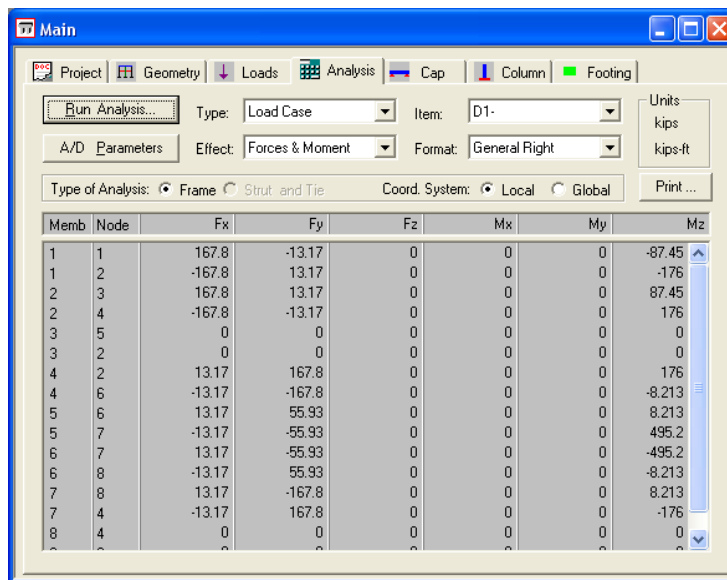 Main
Project Geometry Loads Analysis Cap Column Footing
Run Analysis... Type: Load Case Item: D1- Units
kips
A/D Parameters Effect: Forces & Moment Format: General Right kips-ft
Type of Analysis: Frame Strut and Tie Coord. System: Local Global Print ...
Memb Node Fx Fy Fz Mx My Mz
1 1 167.8 -13.17 0 0 0 -87.45
1 2 -167.8 13.17 0 0 0 -176
2 3 167.8 13.17 0 0 0 87.45
2 4 -167.8 -13.17 0 0 0 176
3 5 0 0 0 0 0 0
3 2 0 0 0 0 0 0
4 2 13.17 167.8 0 0 0 176
4 6 -13.17 -167.8 0 0 0 -8.213
5 6 13.17 55.93 0 0 0 8.213
5 7 -13.17 -55.93 0 0 0 495.2
6 7 13.17 -55.93 0 0 0 -495.2
6 8 -13.17 55.93 0 0 0 -8.213
7 8 13.17 -167.8 0 0 0 8.213
7 4 -13.17 167.8 0 0 0 -176
8 4 0 0 0 0 0 0